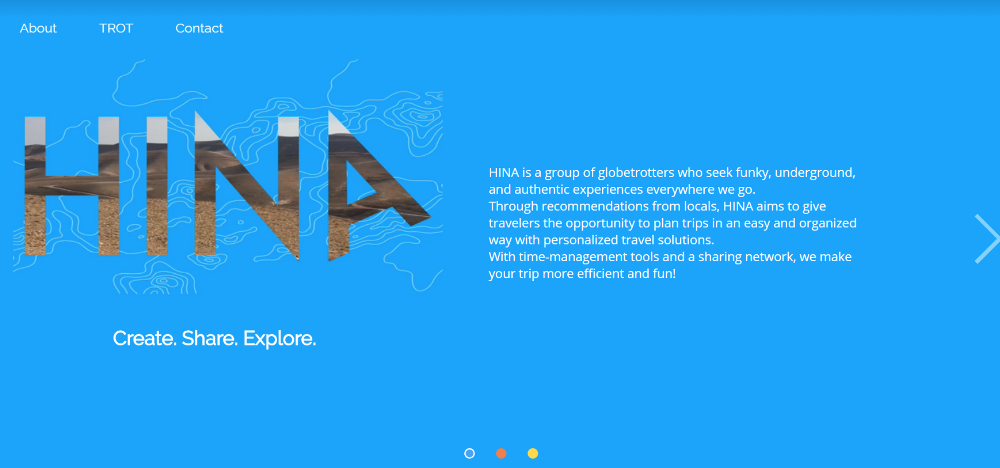 About TROT Contact
HINA
HINA is a group of globetrotters who seek funky, underground,
and authentic experiences everywhere we go.
Through recommendations from locals, HINA aims to give
travelers the opportunity to plan trips in an easy and organized
way with personalized travel solutions.
With time-management tools and a sharing network, we make
your trip more efficient and fun!
Create. Share. Explore.